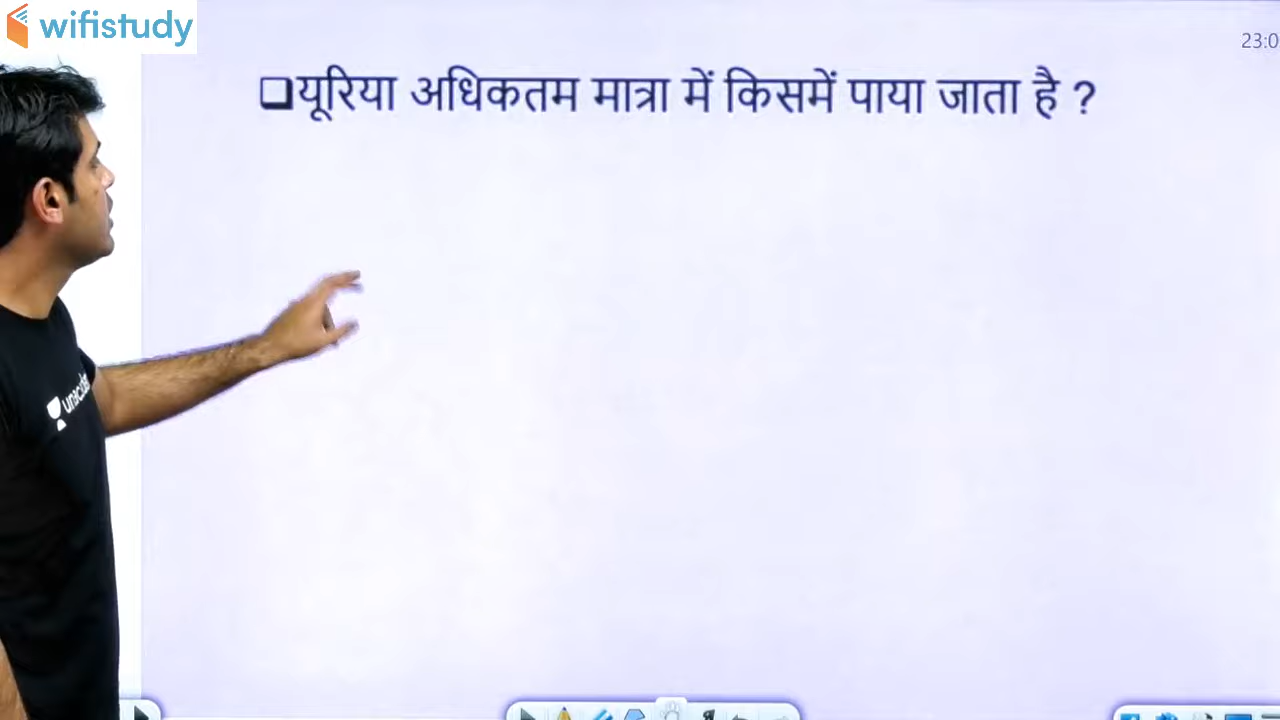 wifistudy
23:0
❑यूरिया अधिकतम मात्रा में किसमें पाया जाता है ?